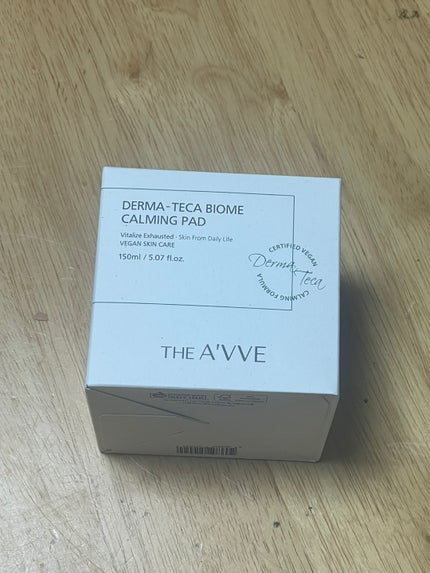 DERMA-TECA BIOME
CALMING PAD
Vitalize Exhausted - Skin From Daily Life
VEGAN SKIN CARE
150ml / 5.07 fl.oz.
CERTIFIED VEGAN
Derma Teca
CALMING FORMULA
THE A'VVE